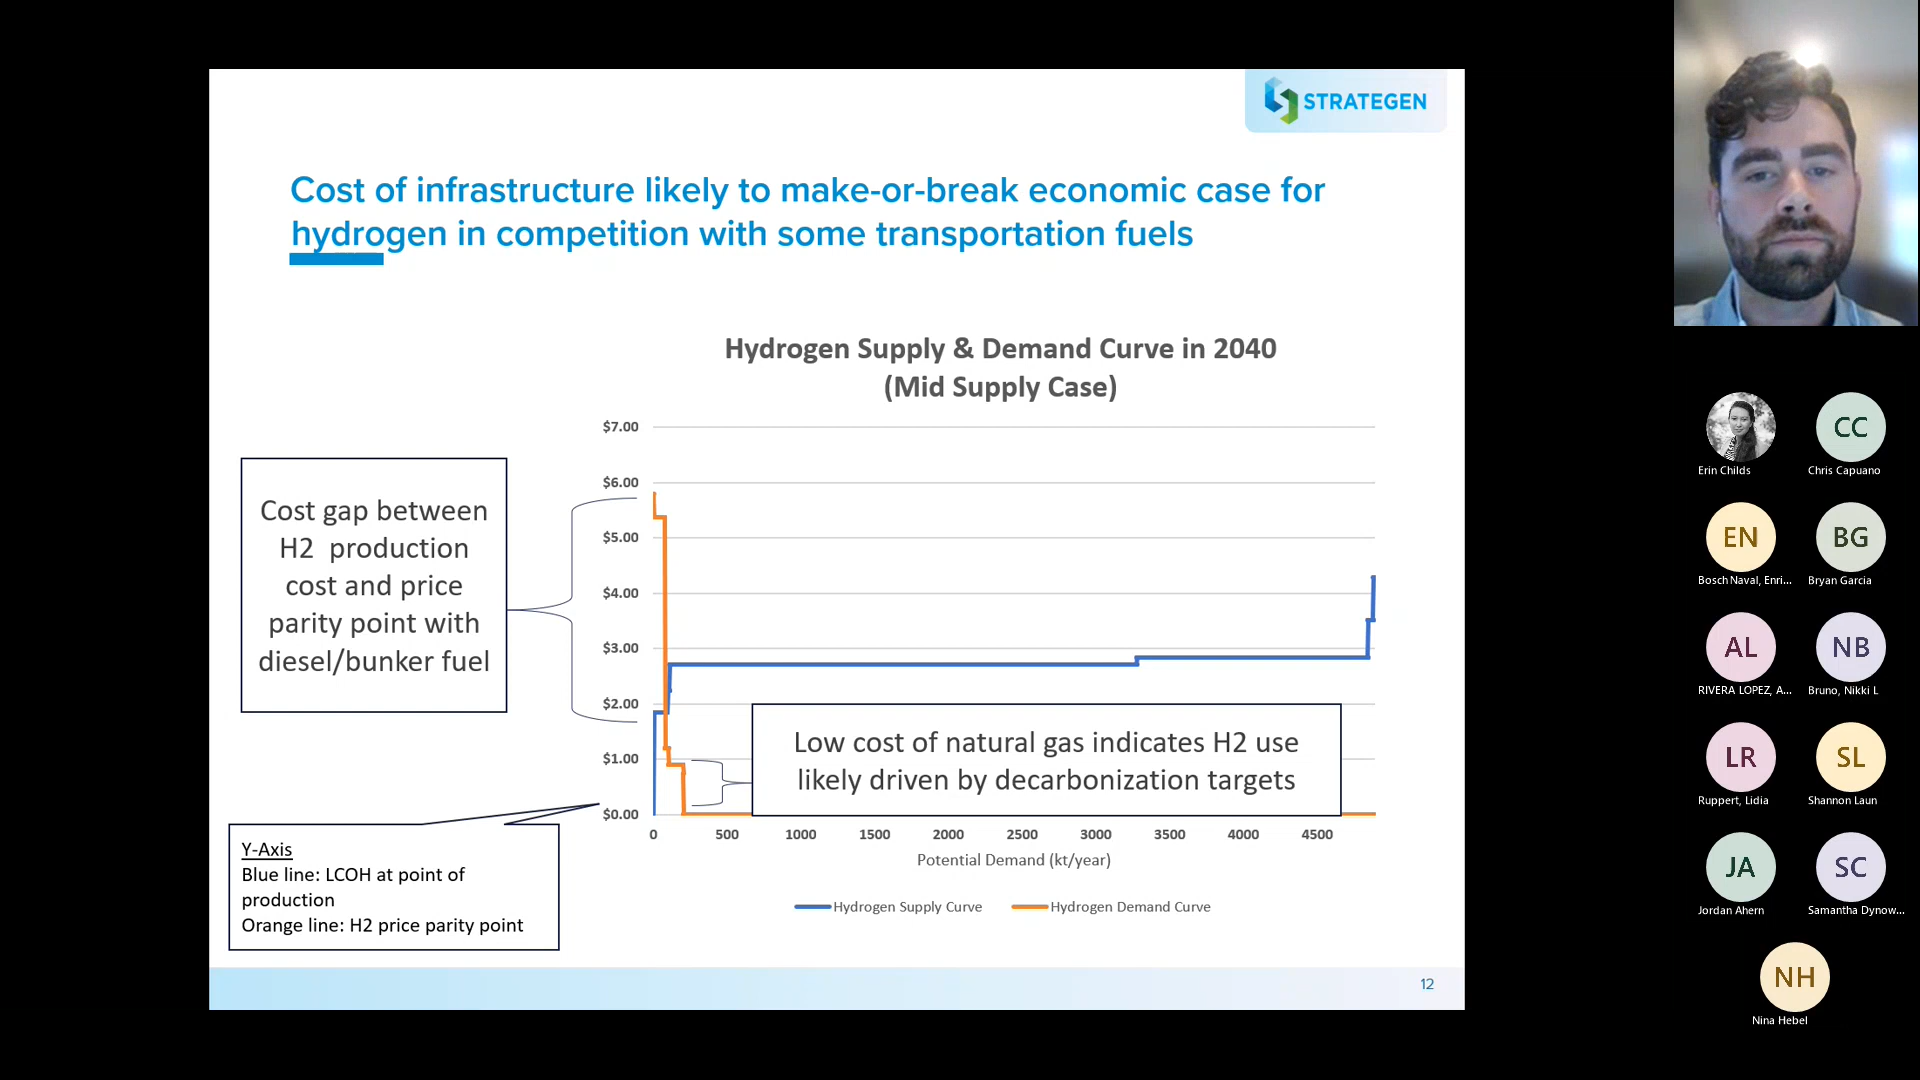 STRATEGEN
Cost of infrastructure likely to make-or-break economic case for
hydrogen in competition with some transportation fuels
Hydrogen Supply & Demand Curve in 2040
(Mid Supply Case)
$7.00
$6.00
$5.00
$4.00
$3.00
$2.00
$1.00
$0.00
Cost gap between
H2 production
cost and price
parity point with
diesel/bunker fuel
Low cost of natural gas indicates H2 use
likely driven by decarbonization targets
0 500 1000 1500 2000 2500 3000 3500 4000 4500
Potential Demand (kt/year)
Hydrogen Supply Curve Hydrogen Demand Curve
Y-Axis
Blue line: LCOH at point of
production
Orange line: H2 price parity point
12
Erin Childs
CC
Chris Capuano
EN
Bosch Naval, Enri...
BG
Bryan Garcia
AL
RIVERA LOPEZ, A...
NB
Bruno, Nikki L
LR
Ruppert, Lidia
SL
Shannon Laun
JA
Jordan Ahern
SC
Samantha Dynow...
NH
Nina Hebel